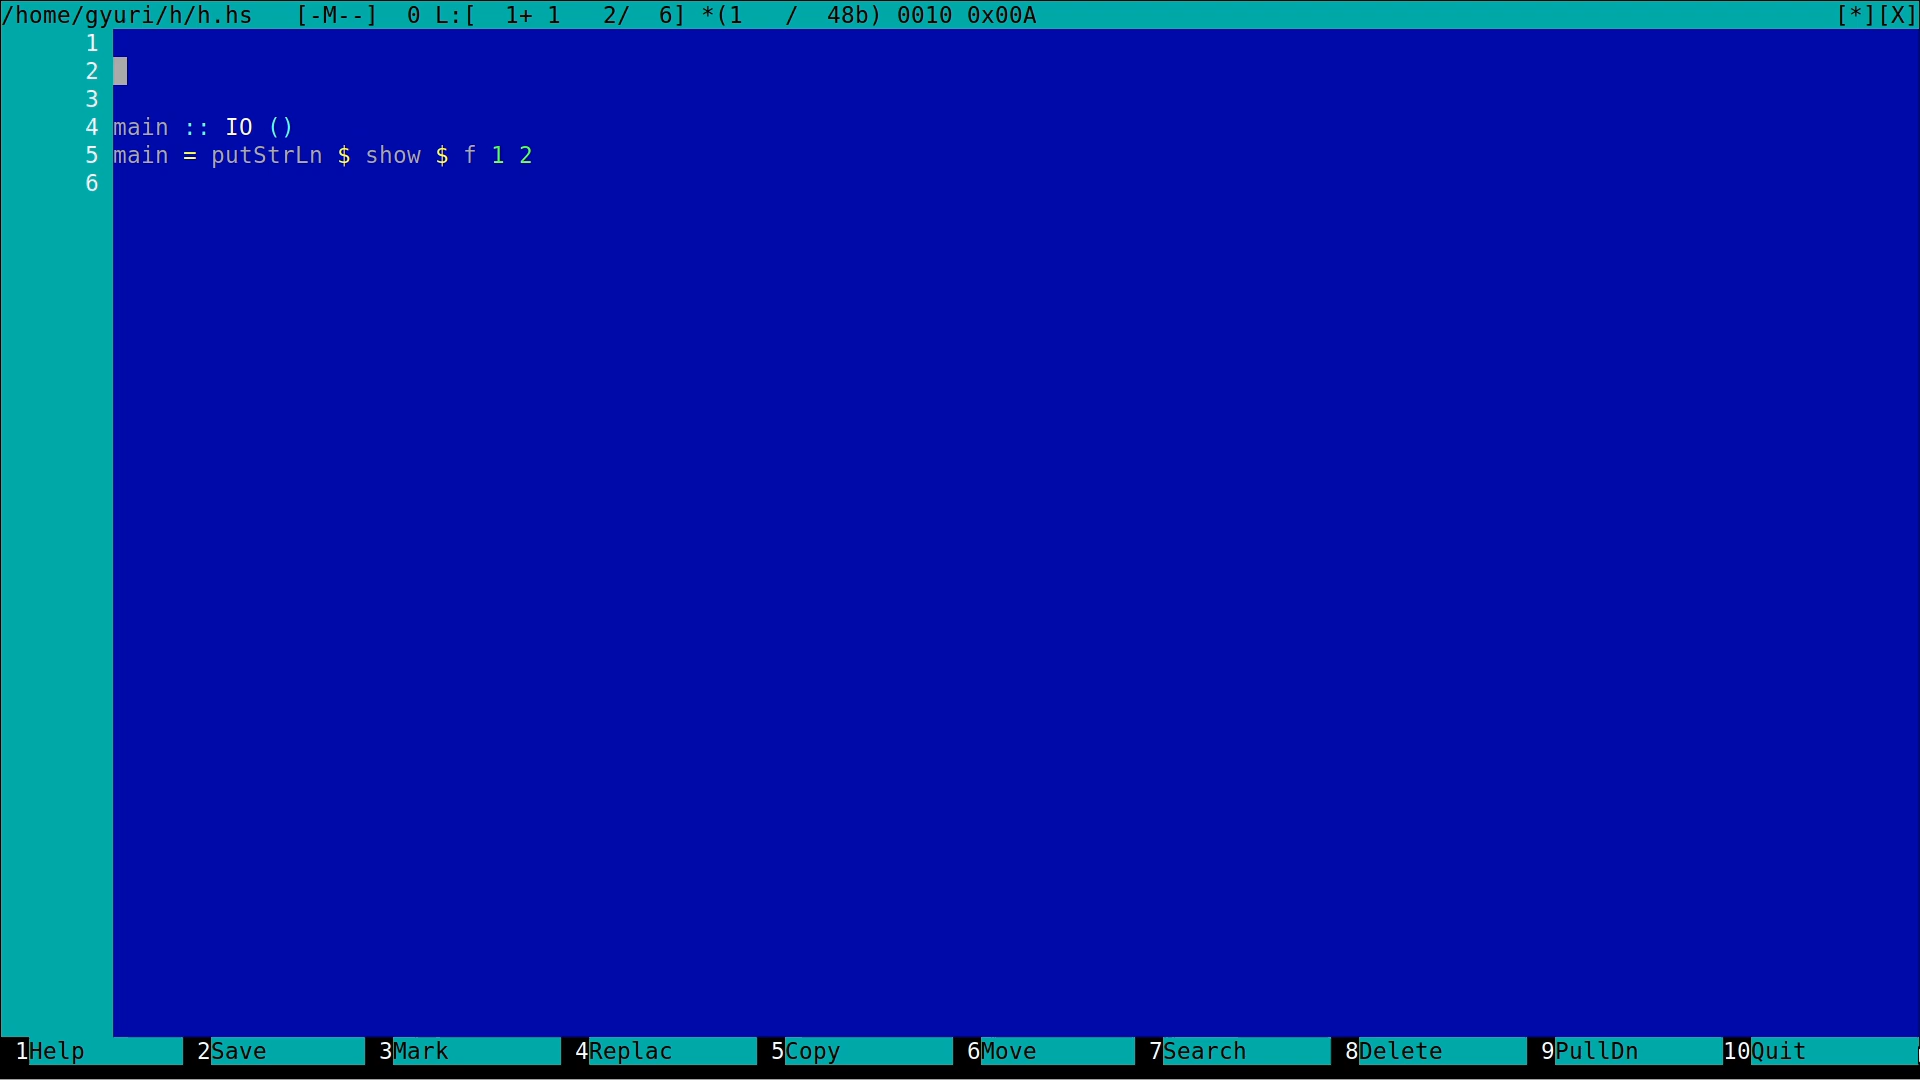 /home/gyuri/h/h.hs   [-M--]  0 L:[  1+ 1   2/  6] *(1   /  48b) 0010 0x00A [*][X]
1
2
3
4 main :: IO ()
5 main = putStrLn $ show $ f 1 2
6
1Help 2Save 3Mark 4Replac 5Copy 6Move 7Search 8Delete 9PullDn 10Quit